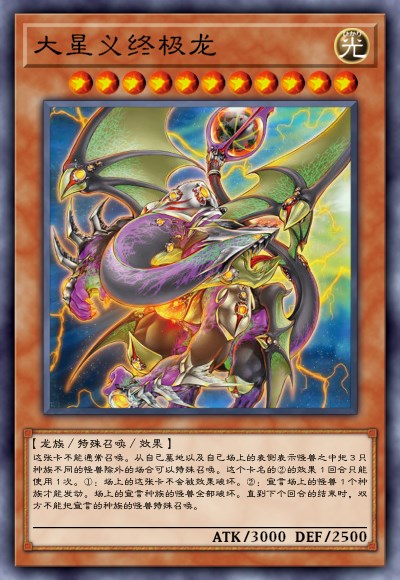 大星义终极龙
ひかり
光
【龙族／特殊召唤／效果】
这张卡不能通常召唤。从自己墓地以及自己场上的表侧表示怪兽之中把３只
种族不同的怪兽除外的场合可以特殊召唤。这个卡名的②的效果１回合只能
使用１次。①：场上的这张卡不会被效果破坏。②：宣言场上的怪兽１个种
族才能发动。场上的宣言种族的怪兽全部破坏。直到下个回合的结束时，双
方不能把宣言的种族的怪兽特殊召唤。
ATK/3000 DEF/2500